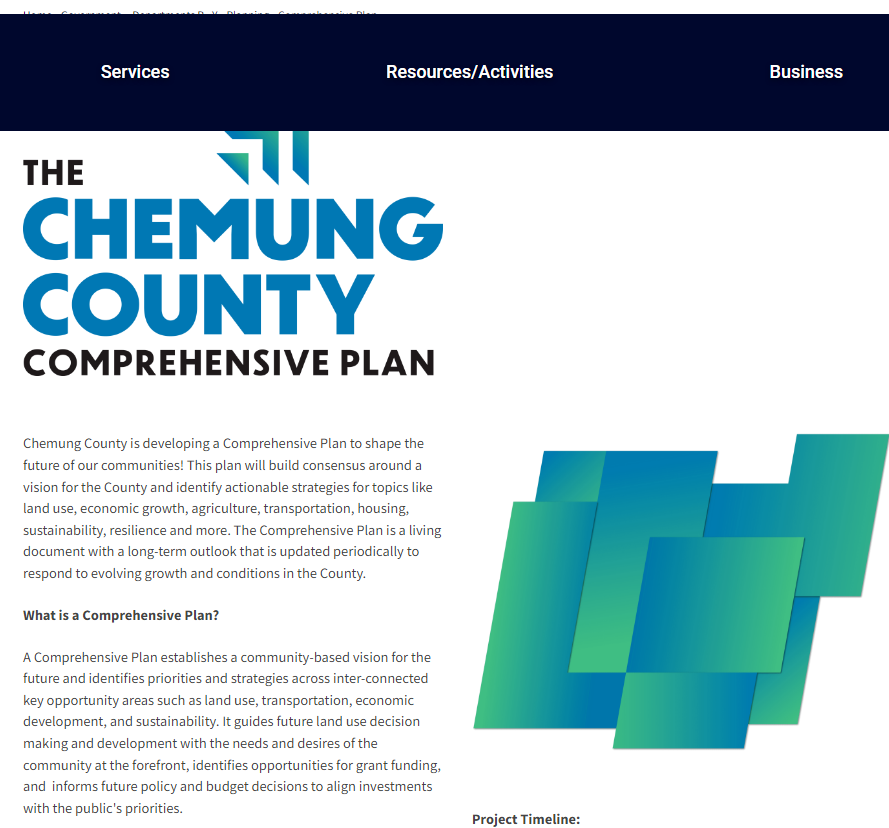 Home Government Departments R - Y Planning Comprehensive Plan
Services
Resources/Activities
Business
THE
CHEMUNG
COUNTY
COMPREHENSIVE PLAN
Chemung County is developing a Comprehensive Plan to shape the
future of our communities! This plan will build consensus around a
vision for the County and identify actionable strategies for topics like
land use, economic growth, agriculture, transportation, housing,
sustainability, resilience and more. The Comprehensive Plan is a living
document with a long-term outlook that is updated periodically to
respond to evolving growth and conditions in the County.
What is a Comprehensive Plan?
A Comprehensive Plan establishes a community-based vision for the
future and identifies priorities and strategies across inter-connected
key opportunity areas such as land use, transportation, economic
development, and sustainability. It guides future land use decision
making and development with the needs and desires of the
community at the forefront, identifies opportunities for grant funding,
and  informs future policy and budget decisions to align investments
with the public's priorities.
Project Timeline: